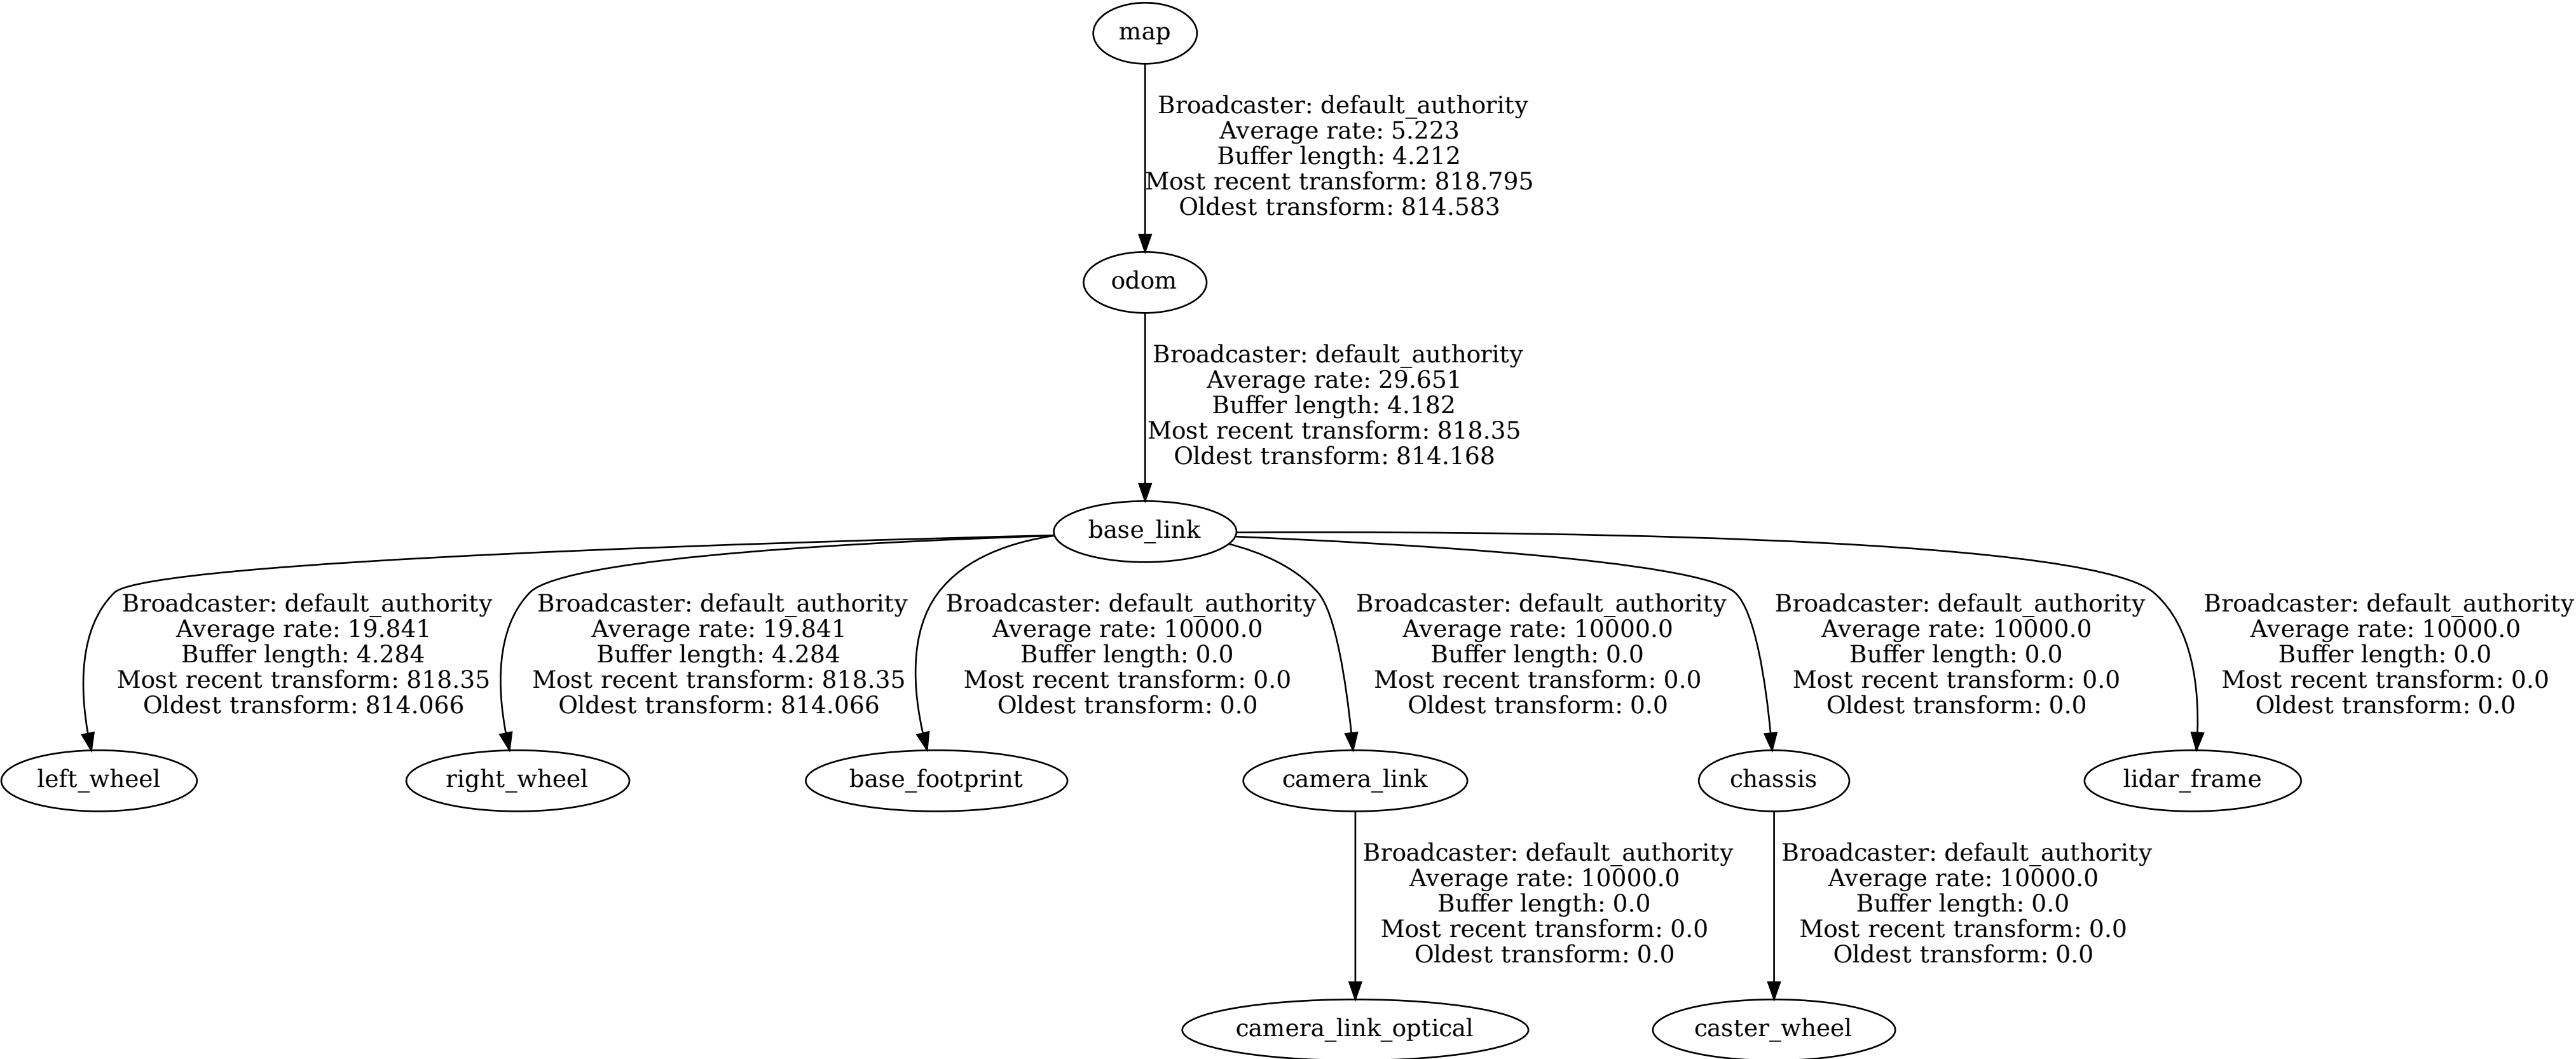 map
Broadcaster: default_authority
Average rate: 5.223
Buffer length: 4.212
Most recent transform: 818.795
Oldest transform: 814.583
odom
Broadcaster: default_authority
Average rate: 29.651
Buffer length: 4.182
Most recent transform: 818.35
Oldest transform: 814.168
base_link
Broadcaster: default_authority
Average rate: 19.841
Buffer length: 4.284
Most recent transform: 818.35
Oldest transform: 814.066
Broadcaster: default_authority
Average rate: 19.841
Buffer length: 4.284
Most recent transform: 818.35
Oldest transform: 814.066
Broadcaster: default_authority
Average rate: 10000.0
Buffer length: 0.0
Most recent transform: 0.0
Oldest transform: 0.0
Broadcaster: default_authority
Average rate: 10000.0
Buffer length: 0.0
Most recent transform: 0.0
Oldest transform: 0.0
Broadcaster: default_authority
Average rate: 10000.0
Buffer length: 0.0
Most recent transform: 0.0
Oldest transform: 0.0
Broadcaster: default_authority
Average rate: 10000.0
Buffer length: 0.0
Most recent transform: 0.0
Oldest transform: 0.0
left_wheel
right_wheel
base_footprint
camera_link
chassis
lidar_frame
Broadcaster: default_authority
Average rate: 10000.0
Buffer length: 0.0
Most recent transform: 0.0
Oldest transform: 0.0
Broadcaster: default_authority
Average rate: 10000.0
Buffer length: 0.0
Most recent transform: 0.0
Oldest transform: 0.0
camera_link_optical
caster_wheel